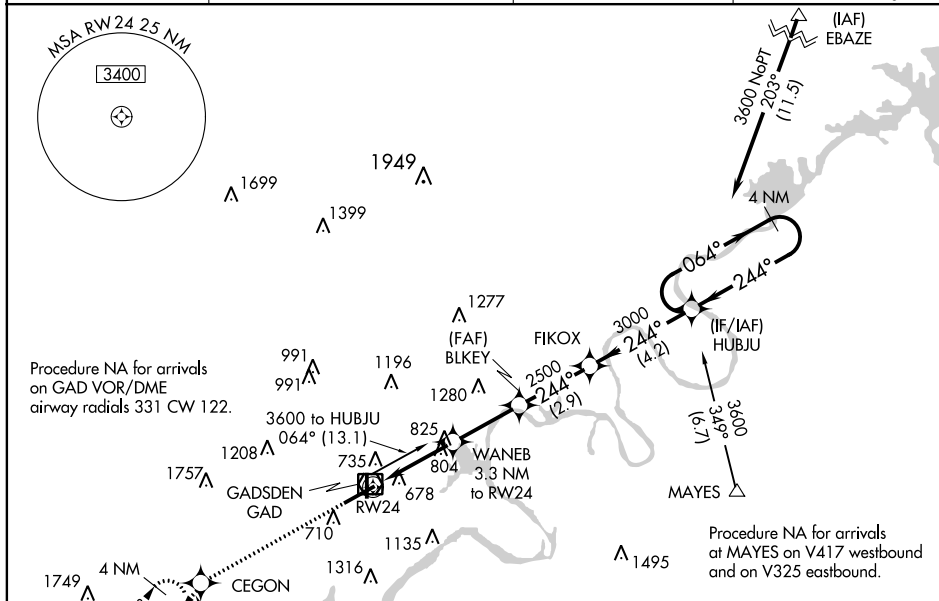 MSA RW24 25 NM
3400
(IAF)
EBAZE
3600 NoPT
203°
(11.5)
1949
1699
1399
4 NM
064°
244°
1277
(FAF)
BLKEY
FIKOX
3000
244°
(4.2)
(IF/IAF)
HUBJU
2500
244°
(2.9)
Procedure NA for arrivals
on GAD VOR/DME
airway radials 331 CW 122.
991
991
1196
1280
3600 to HUBJU
064° (13.1)
825
804
1208
735
WANEB
3.3 NM
to RW24
3600
349°
(6.7)
1757
GADSDEN
GAD
RW24
678
MAYES
710
1135
1495
Procedure NA for arrivals
at MAYES on V417 westbound
and on V325 eastbound.
1316
1749
4 NM
CEGON